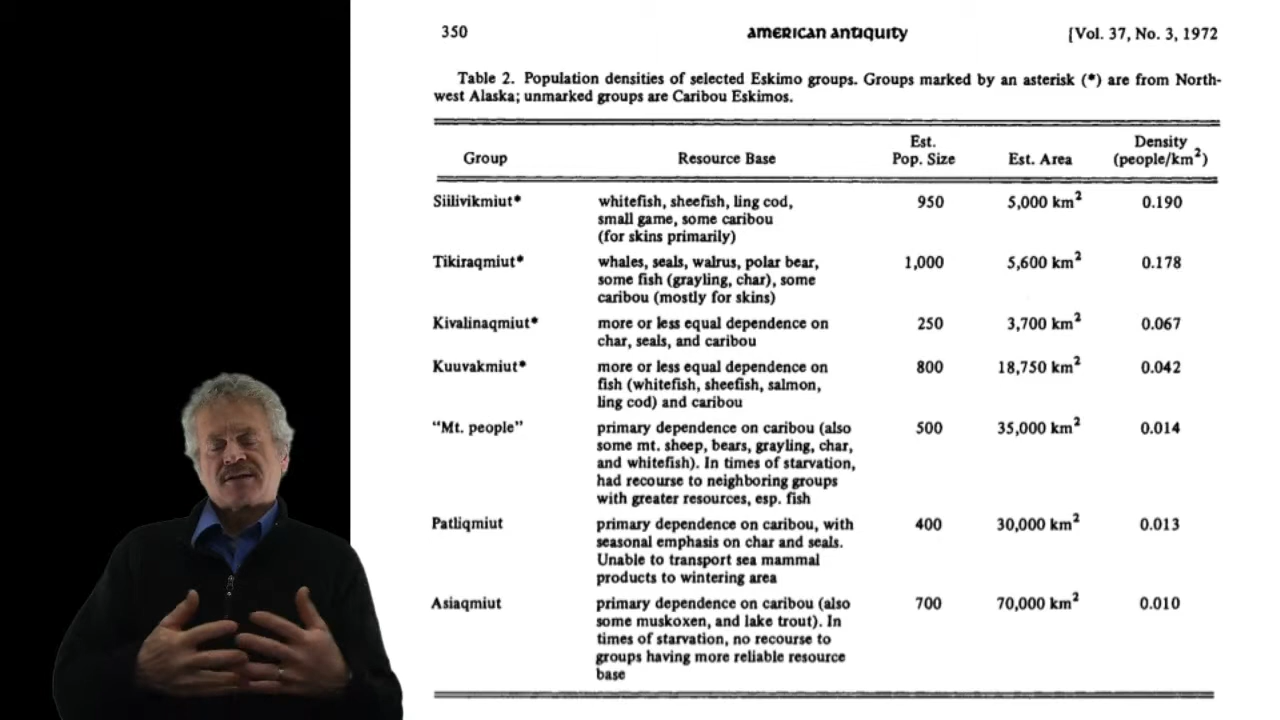 350 american antiquity [Vol. 37, No. 3, 1972
Table 2. Population densities of selected Eskimo groups. Groups marked by an asterisk (*) are from North-
west Alaska; unmarked groups are Caribou Eskimos.
Est. Density
Group Resource Base Pop. Size Est. Area (people/km²)
Siilivikmiut* whitefish, sheefish, ling cod, 950 5,000 km² 0.190
small game, some caribou
(for skins primarily)
Tikiraqmiut* whales, seals, walrus, polar bear, 1,000 5,600 km² 0.178
some fish (grayling, char), some
caribou (mostly for skins)
Kivalinaqmiut* more or less equal dependence on 250 3,700 km² 0.067
char, seals, and caribou
Kuuvakmiut* more or less equal dependence on 800 18,750 km² 0.042
fish (whitefish, sheefish, salmon,
ling cod) and caribou
"Mt. people" primary dependence on caribou (also 500 35,000 km² 0.014
some mt. sheep, bears, grayling, char,
and whitefish). In times of starvation,
had recourse to neighboring groups
with greater resources, esp. fish
Patliqmiut primary dependence on caribou, with 400 30,000 km² 0.013
seasonal emphasis on char and seals.
Unable to transport sea mammal
products to wintering area
Asiaqmiut primary dependence on caribou (also 700 70,000 km² 0.010
some muskoxen, and lake trout). In
times of starvation, no recourse to
groups having more reliable resource
base